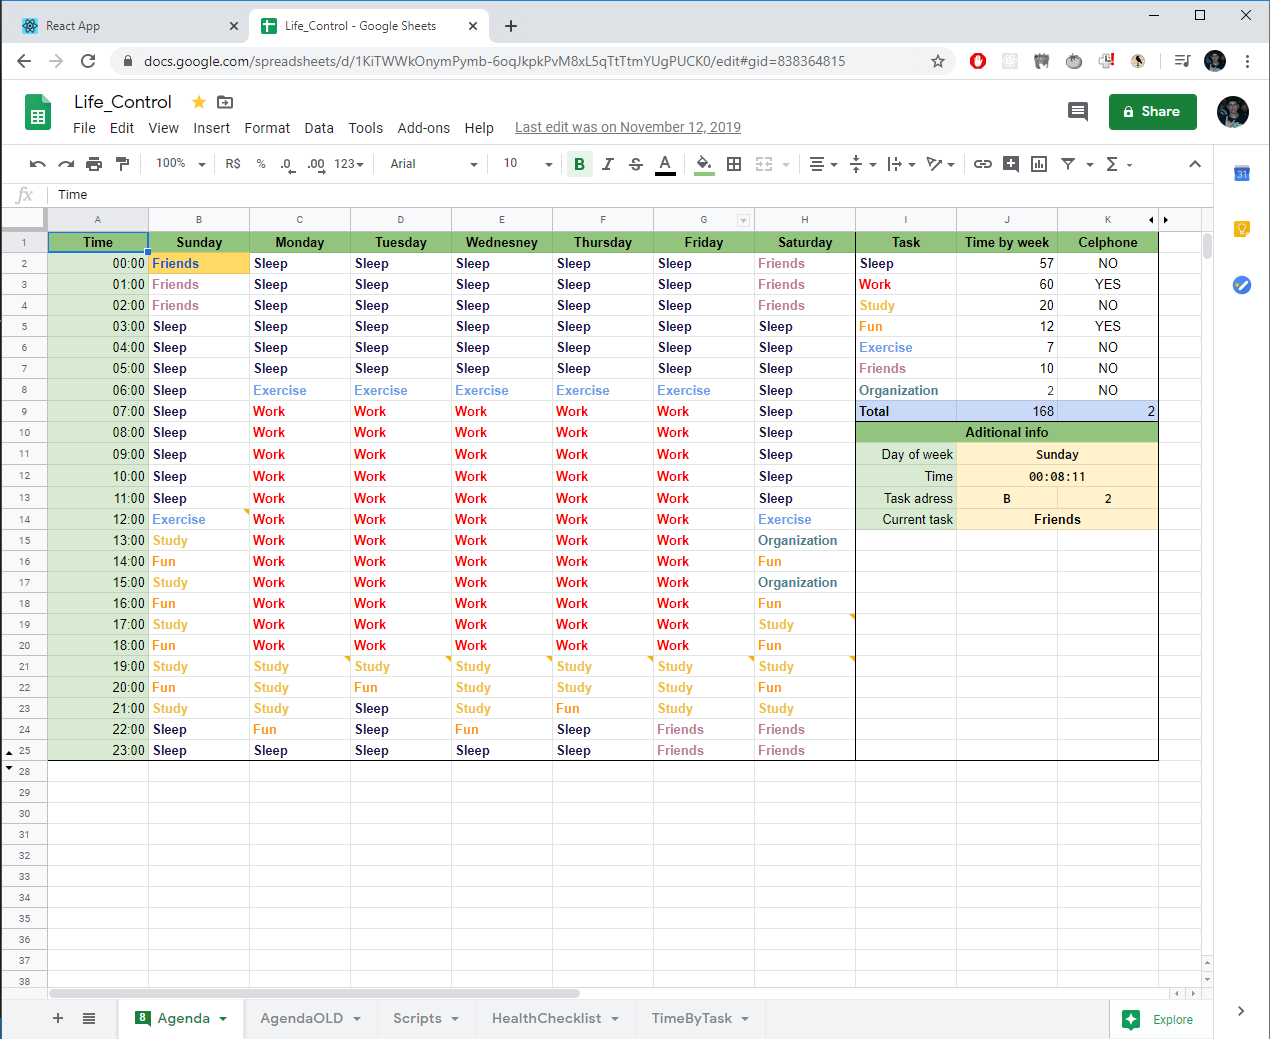 React App
Life_Control - Google Sheets
docs.google.com/spreadsheets/d/1KiTWWkOnymPymb-6oqJkpkPvM8xL5qTtTtmYUgPUCK0/edit#gid=838364815
Life_Control
File Edit View Insert Format Data Tools Add-ons Help Last edit was on November 12, 2019
Share
100% R$ % .0 .00 123 Arial 10 B I S A
31
fx Time
A B C D E F G H I J K
1 Time Sunday Monday Tuesday Wednesney Thursday Friday Saturday Task Time by week Celphone
2 00:00 Friends Sleep Sleep Sleep Sleep Sleep Friends Sleep 57 NO
3 01:00 Friends Sleep Sleep Sleep Sleep Sleep Friends Work 60 YES
4 02:00 Friends Sleep Sleep Sleep Sleep Sleep Friends Study 20 NO
5 03:00 Sleep Sleep Sleep Sleep Sleep Sleep Sleep Fun 12 YES
6 04:00 Sleep Sleep Sleep Sleep Sleep Sleep Sleep Exercise 7 NO
7 05:00 Sleep Sleep Sleep Sleep Sleep Sleep Sleep Friends 10 NO
8 06:00 Sleep Exercise Exercise Exercise Exercise Exercise Sleep Organization 2 NO
9 07:00 Sleep Work Work Work Work Work Sleep Total 168 2
10 08:00 Sleep Work Work Work Work Work Sleep Aditional info
11 09:00 Sleep Work Work Work Work Work Sleep Day of week Sunday
12 10:00 Sleep Work Work Work Work Work Sleep Time 00:08:11
13 11:00 Sleep Work Work Work Work Work Sleep Task adress B 2
14 12:00 Exercise Work Work Work Work Work Exercise Current task Friends
15 13:00 Study Work Work Work Work Work Organization
16 14:00 Fun Work Work Work Work Work Fun
17 15:00 Study Work Work Work Work Work Organization
18 16:00 Fun Work Work Work Work Work Fun
19 17:00 Study Work Work Work Work Work Study
20 18:00 Fun Work Work Work Work Work Fun
21 19:00 Study Study Study Study Study Study Study
22 20:00 Fun Study Fun Study Study Study Fun
23 21:00 Study Study Sleep Study Fun Study Study
24 22:00 Sleep Fun Sleep Fun Sleep Friends Friends
25 23:00 Sleep Sleep Sleep Sleep Sleep Friends Friends
28
29
30
31
32
33
34
35
36
37
38
8 Agenda AgendaOLD Scripts HealthChecklist TimeByTask Explore